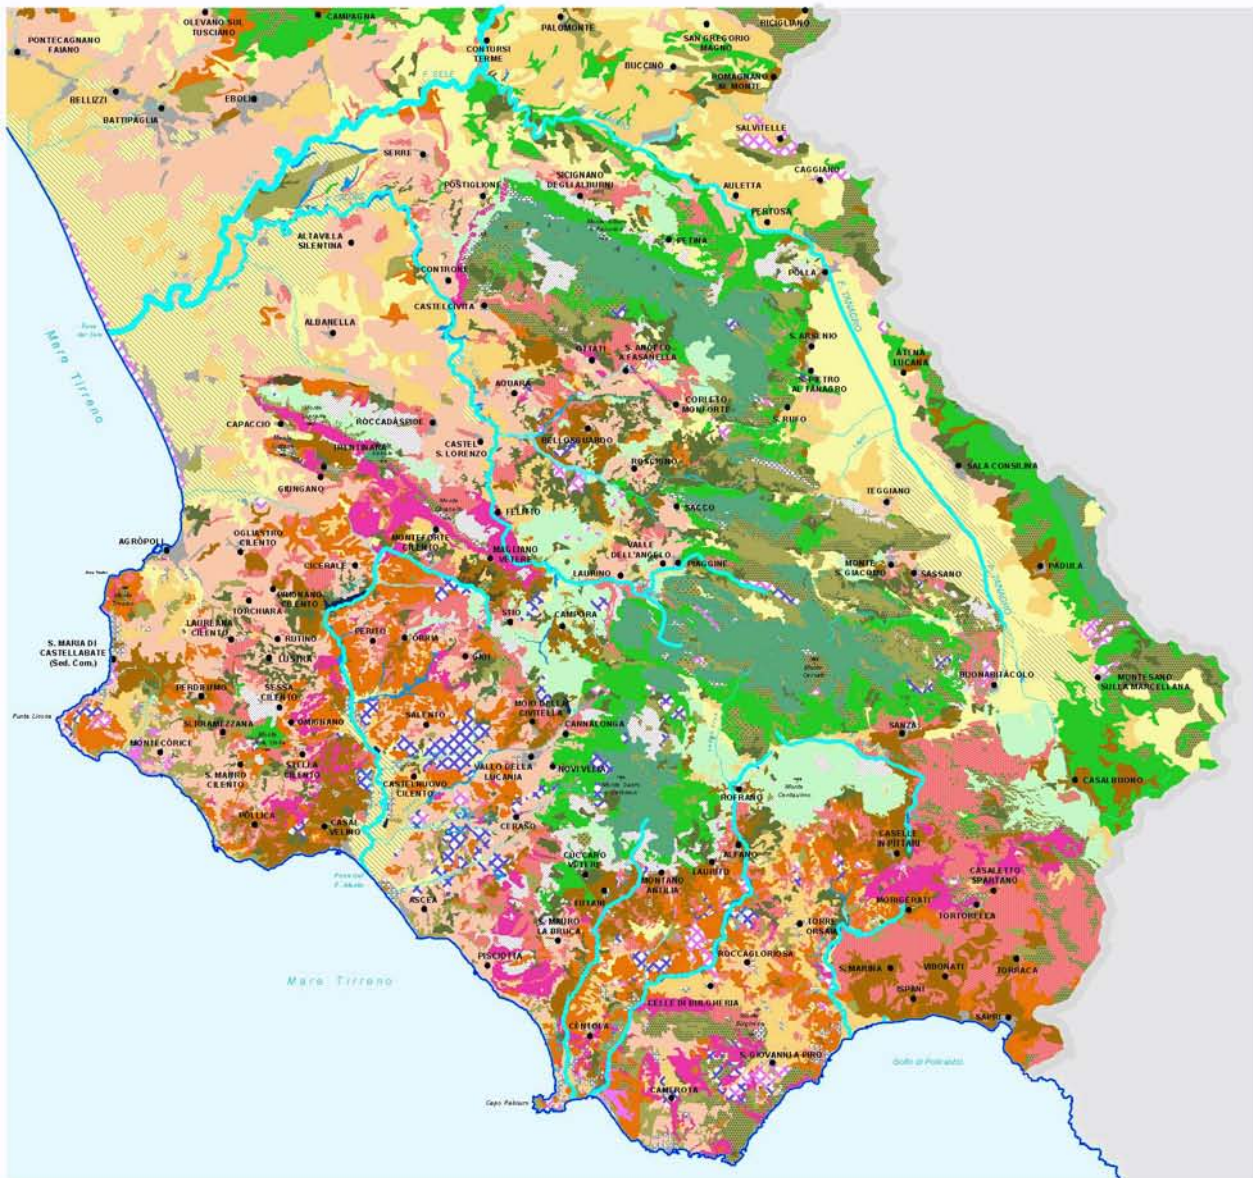 OLEVANO SUL
TUSCIANO
CAMPAGNA
PALOMONTE
RICIGLIANO
PONTECAGNANO
FAIANO
CONTURSI
TERME
SAN GREGORIO
MAGNO
BUCCINO
ROMAGNANO
AL MONTE
F. SELE
BELLIZZI
EBOLI
BATTIPAGLIA
SALVITELLE
SERRE
CAGGIANO
POSTIGLIONE
SICIGNANO
DEGLI ALBURNI
AULETTA
PERTOSA
ALTAVILLA
SILENTINA
PETINA
CONTRONE
POLLA
F. TANAGRO
CASTELCIVITA
ALBANELLA
Mare Tirreno
OTTATI
S. ANGELO
A FASANELLA
S. ARSENIO
ATENA
LUCANA
S. PIETRO
AL TANAGRO
AQUARA
CORLETO
MONFORTE
S. RUFO
CAPACCIO
ROCCADASPIDE
BELLOSGUARDO
TRENTINARA
CASTEL
S. LORENZO
ROSCIGNO
SALA CONSILINA
GIUNGANO
TEGGIANO
FELITTO
SACCO
AGROPOLI
OGLIASTRO
CILENTO
MONTEFORTE
CILENTO
MAGLIANO
VETERE
VALLE
DELL'ANGELO
PIAGGINE
LAURINO
MONTE
S. GIACOMO
SASSANO
PADULA
CICERALE
PRIGNANO
CILENTO
TORCHIARA
F. TANAGRO
STIO
CAMPORA
LAUREANA
CILENTO
RUTINO
PERITO
ORRIA
GIOI
S. MARIA DI
CASTELLABATE
(Sed. Com.)
LUSTRA
PERDIFUMO
SESSA
CILENTO
BUONABITACOLO
MONTESANO
SULLA MARCELLANA
Punta Licosa
OMIGNANO
SALENTO
MOIO DELLA
CIVITELLA
CANNALONGA
SANZA
SERRAMEZZANA
MONTECORICE
STELLA
CILENTO
S. MAURO
CILENTO
VALLO DELLA
LUCANIA
NOVI VELIA
CASTELNUOVO
CILENTO
CASALBUONO
ROFRANO
POLLICA
CASAL
VELINO
CERASO
CASELLE
IN PITTARI
ALFANO
CUCCARO
VETERE
LAURITO
MONTANO
ANTILIA
CASALETTO
SPARTANO
ASCEA
FUTANI
MORIGERATI
TORTORELLA
S. MAURO
LA BRUCA
TORRE
ORSAIA
PISCIOTTA
ROCCAGLORIOSA
S. MARINA
VIBONATI
TORRACA
Mare Tirreno
ISPANI
CELLE DI BULGHERIA
SAPRI
CENTOLA
S. GIOVANNI A PIRO
Golfo di Policastro
CAMEROTA
Capo Palinuro